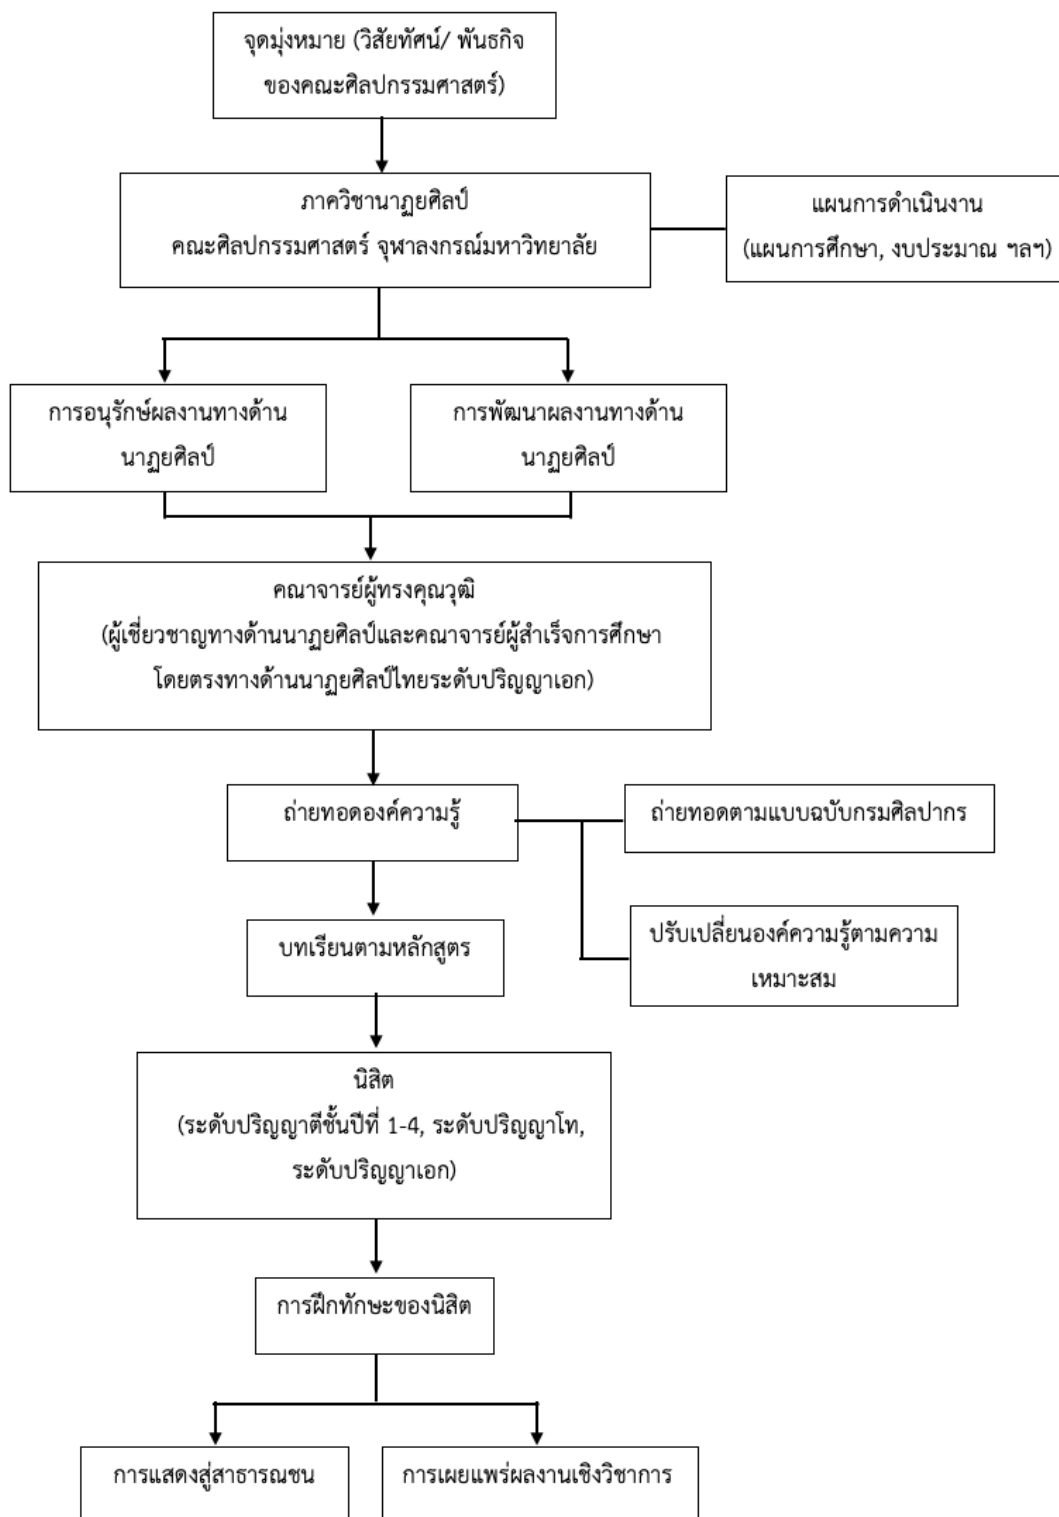 จุดมุ่งหมาย (วิสัยทัศน์/ พันธกิจ
ของคณะศิลปกรรมศาสตร์)
ภาควิชานาฏยศิลป์
คณะศิลปกรรมศาสตร์ จุฬาลงกรณ์มหาวิทยาลัย
แผนการดำเนินงาน
(แผนการศึกษา, งบประมาณ ฯลฯ)
การอนุรักษ์ผลงานทางด้าน
นาฏยศิลป์
การพัฒนาผลงานทางด้าน
นาฏยศิลป์
คณาจารย์ผู้ทรงคุณวุฒิ
(ผู้เชี่ยวชาญทางด้านนาฏยศิลป์และคณาจารย์ผู้สำเร็จการศึกษา
โดยตรงทางด้านนาฏยศิลป์ไทยระดับปริญญาเอก)
ถ่ายทอดองค์ความรู้
ถ่ายทอดตามแบบฉบับกรมศิลปากร
ปรับเปลี่ยนองค์ความรู้ตามความ
เหมาะสม
บทเรียนตามหลักสูตร
นิสิต
(ระดับปริญญาตีชั้นปีที่ 1-4, ระดับปริญญาโท,
ระดับปริญญาเอก)
การฝึกทักษะของนิสิต
การแสดงสู่สาธารณชน
การเผยแพร่ผลงานเชิงวิชาการ